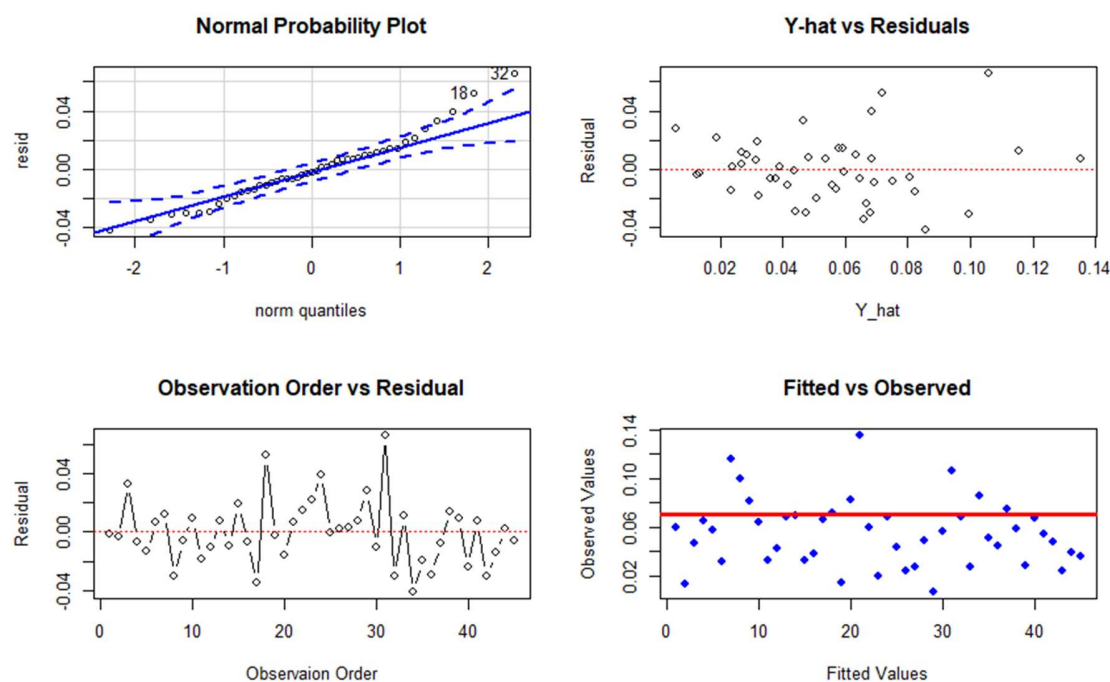 Normal Probability Plot
resid
0.04
0.00
-0.04
32
18
-2 -1 0 1 2
norm quantiles
Y-hat vs Residuals
Residual
0.04
0.00
-0.04
0.02 0.04 0.06 0.08 0.10 0.12 0.14
Y_hat
Observation Order vs Residual
Residual
0.04
0.00
-0.04
0 10 20 30 40
Observaion Order
Fitted vs Observed
Observed Values
0.14
0.10
0.06
0.02
0 10 20 30 40
Fitted Values